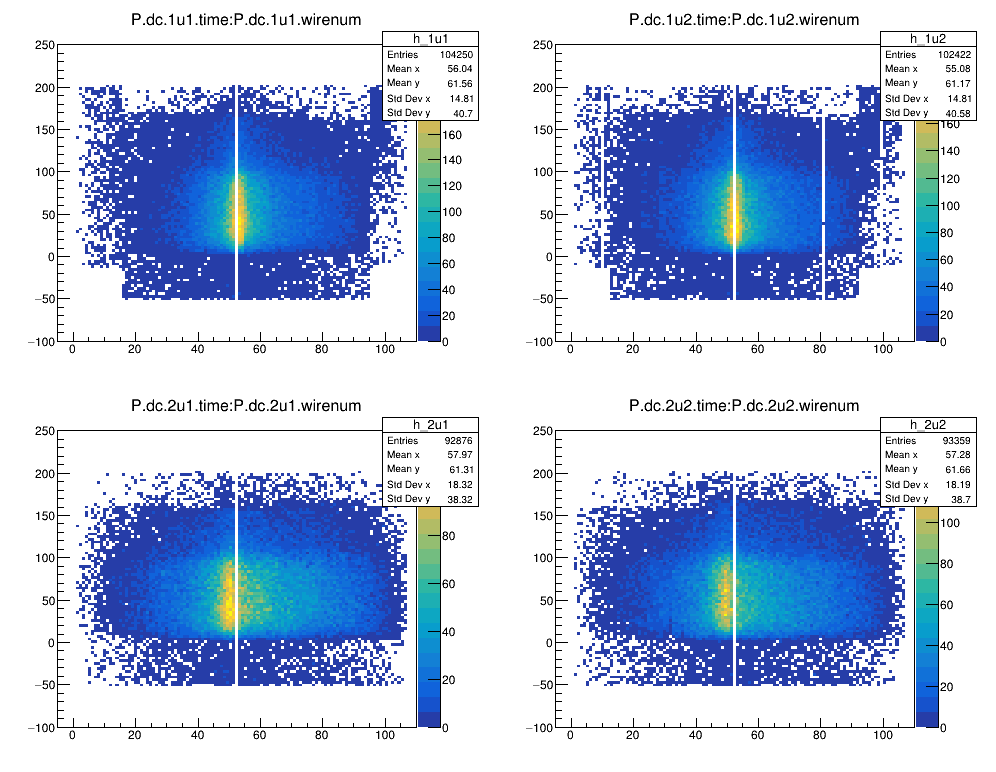 P.dc.1u1.time:P.dc.1u1.wirenum
h_1u1
Entries 104250
Mean x 56.04
Mean y 61.56
Std Dev x 14.81
Std Dev y 40.7
250
200
150
100
50
0
−50
−100
0 20 40 60 80 100
160
140
120
100
80
60
40
20
0
P.dc.1u2.time:P.dc.1u2.wirenum
h_1u2
Entries 102422
Mean x 55.08
Mean y 61.17
Std Dev x 14.81
Std Dev y 40.58
250
200
150
100
50
0
−50
−100
0 20 40 60 80 100
160
140
120
100
80
60
40
20
0
P.dc.2u1.time:P.dc.2u1.wirenum
h_2u1
Entries 92876
Mean x 57.97
Mean y 61.31
Std Dev x 18.32
Std Dev y 38.32
250
200
150
100
50
0
−50
−100
0 20 40 60 80 100
80
60
40
20
0
P.dc.2u2.time:P.dc.2u2.wirenum
h_2u2
Entries 93359
Mean x 57.28
Mean y 61.66
Std Dev x 18.19
Std Dev y 38.7
250
200
150
100
50
0
−50
−100
0 20 40 60 80 100
100
80
60
40
20
0